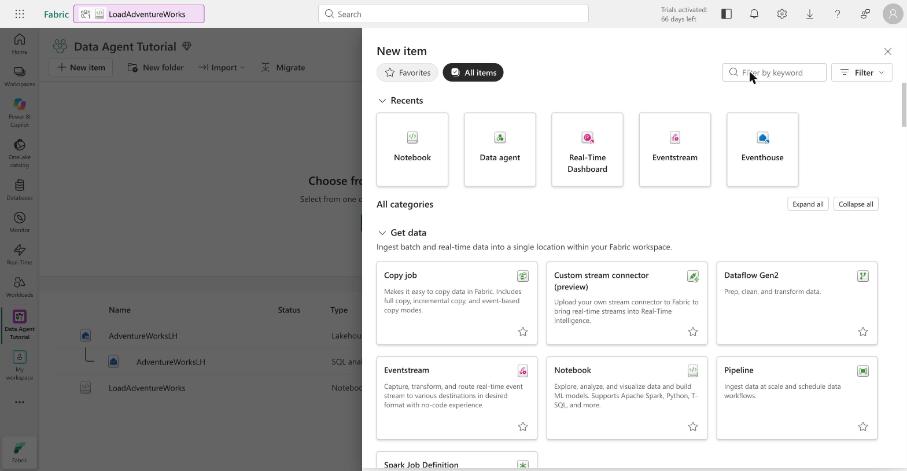 Fabric
LoadAdventureWorks
Search
Trials activated:
66 days left
Home
Workspaces
Power BI
Copilot
OneLake
catalog
Databases
Monitor
Real-Time
Workloads
Data Agent
Tutorial
My
workspace
Fabric
Data Agent Tutorial
New item
New folder
Import
Migrate
Choose fro
Select from one o
Name
Status
Type
AdventureWorksLH
Lakehou
AdventureWorksLH
SQL anal
LoadAdventureWorks
Notebook
New item
Favorites
All items
Filter by keyword
Filter
Recents
Notebook
Data agent
Real-Time
Dashboard
Eventstream
Eventhouse
All categories
Expand all
Collapse all
Get data
Ingest batch and real-time data into a single location within your Fabric workspace.
Copy job
Makes it easy to copy data in Fabric. Includes
full copy, incremental copy, and event-based
copy modes.
Custom stream connector
(preview)
Upload your own stream connector to Fabric to
bring real-time streams into Real-Time
Intelligence.
Dataflow Gen2
Prep, clean, and transform data.
Eventstream
Capture, transform, and route real-time event
stream to various destinations in desired
format with no-code experience.
Notebook
Explore, analyze, and visualize data and build
ML models. Supports Apache Spark, Python, T-
SQL, and more.
Pipeline
Ingest data at scale and schedule data
workflows.
Spark Job Definition